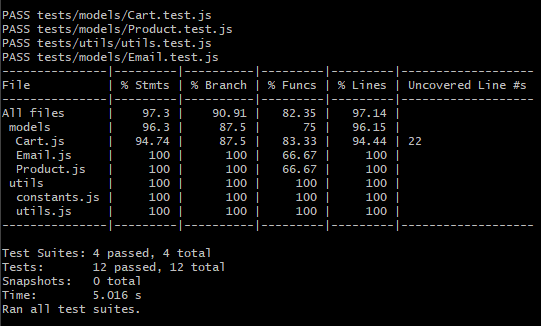 PASS tests/models/Cart.test.js
PASS tests/models/Product.test.js
PASS tests/utils/utils.test.js
PASS tests/models/Email.test.js
---------------|---------|----------|---------|---------|-------------------
File           | % Stmts | % Branch | % Funcs | % Lines | Uncovered Line #s
---------------|---------|----------|---------|---------|-------------------
All files      |    97.3 |    90.91 |   82.35 |   97.14 |
 models        |    96.3 |     87.5 |      75 |   96.15 |
  Cart.js      |   94.74 |     87.5 |   83.33 |   94.44 | 22
  Email.js     |     100 |      100 |   66.67 |     100 |
  Product.js   |     100 |      100 |   66.67 |     100 |
 utils         |     100 |      100 |     100 |     100 |
  constants.js |     100 |      100 |     100 |     100 |
  utils.js     |     100 |      100 |     100 |     100 |
---------------|---------|----------|---------|---------|-------------------
Test Suites: 4 passed, 4 total
Tests:       12 passed, 12 total
Snapshots:   0 total
Time:        5.016 s
Ran all test suites.